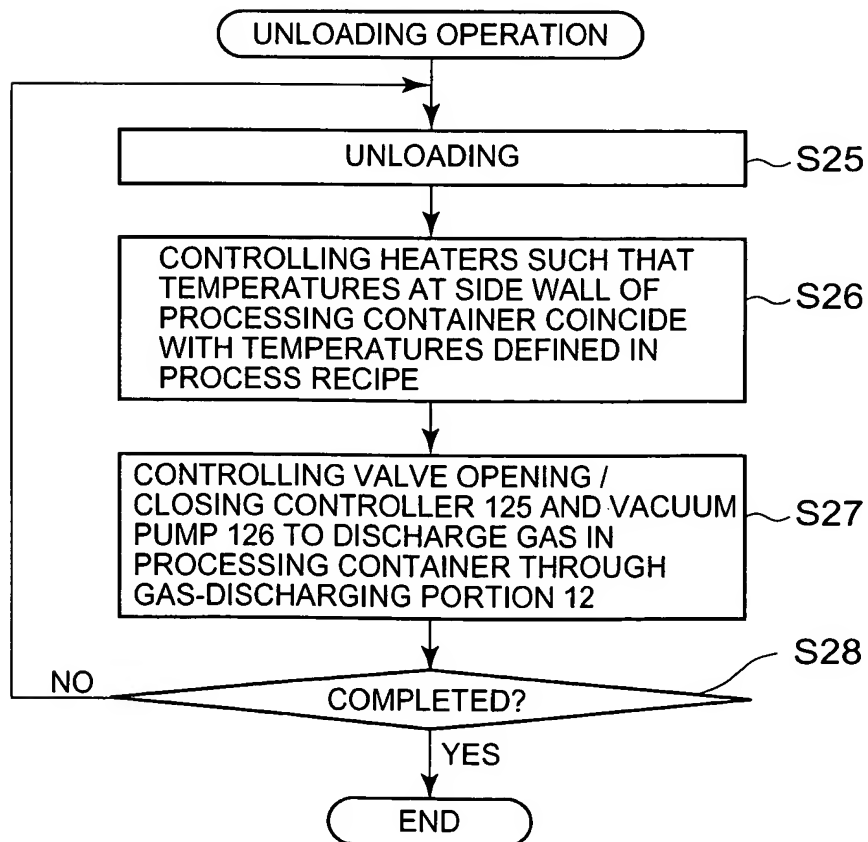 UNLOADING OPERATION
UNLOADING
S25
CONTROLLING HEATERS SUCH THAT
TEMPERATURES AT SIDE WALL OF
PROCESSING CONTAINER COINCIDE
WITH TEMPERATURES DEFINED IN
PROCESS RECIPE
S26
CONTROLLING VALVE OPENING /
CLOSING CONTROLLER 125 AND VACUUM
PUMP 126 TO DISCHARGE GAS IN
PROCESSING CONTAINER THROUGH
GAS-DISCHARGING PORTION 12
S27
S28
NO
COMPLETED?
YES
END